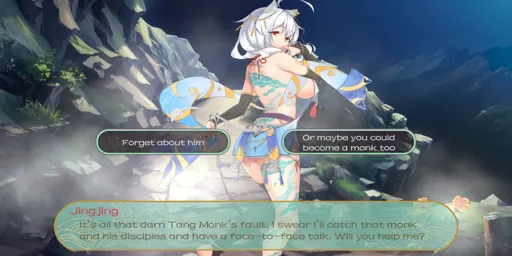 Forget about him
Or maybe you could
become a monk too
Jing jing
It's all that darn Tang Monk's fault. I swear I'll catch that monk
and his disciples and have a face-to-face talk. Will you help me?